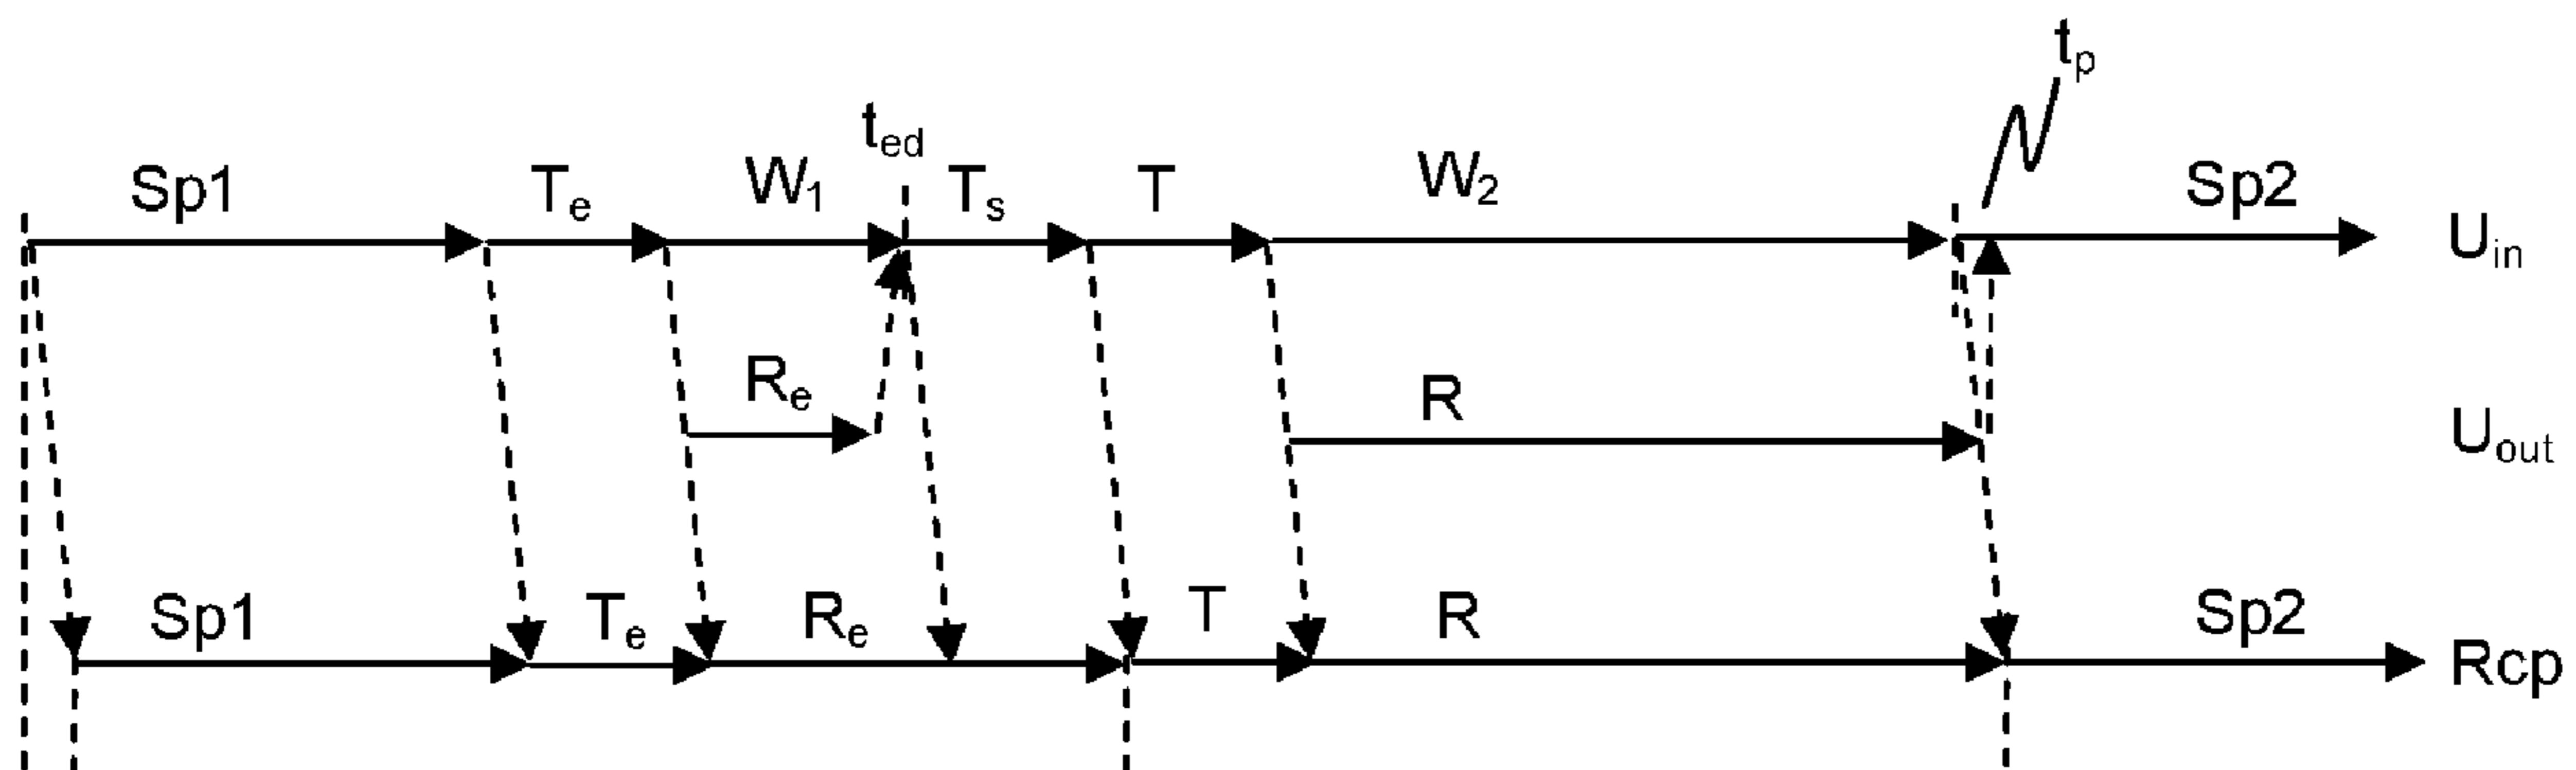 t_p
t_ed
Sp1 T_e W_1 T_s T W_2 Sp2 U_in
R_e R U_out
Sp1 T_e R_e T R Sp2 Rcp